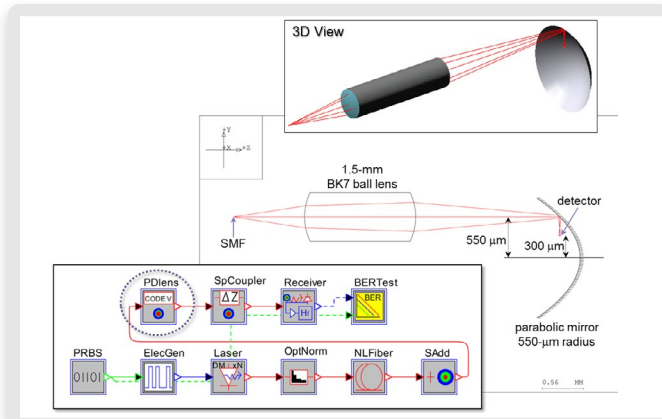 3D View
+Y
+X
+Z
1.5-mm
BK7 ball lens
detector
SMF
550 μm
300 μm
parabolic mirror
550-μm radius
0.56 MM
PDlens
SpCoupler
Receiver
BERTest
CODE V
ΔZ
BER
PRBS
ElecGen
Laser
OptNorm
NLFiber
SAdd
01101